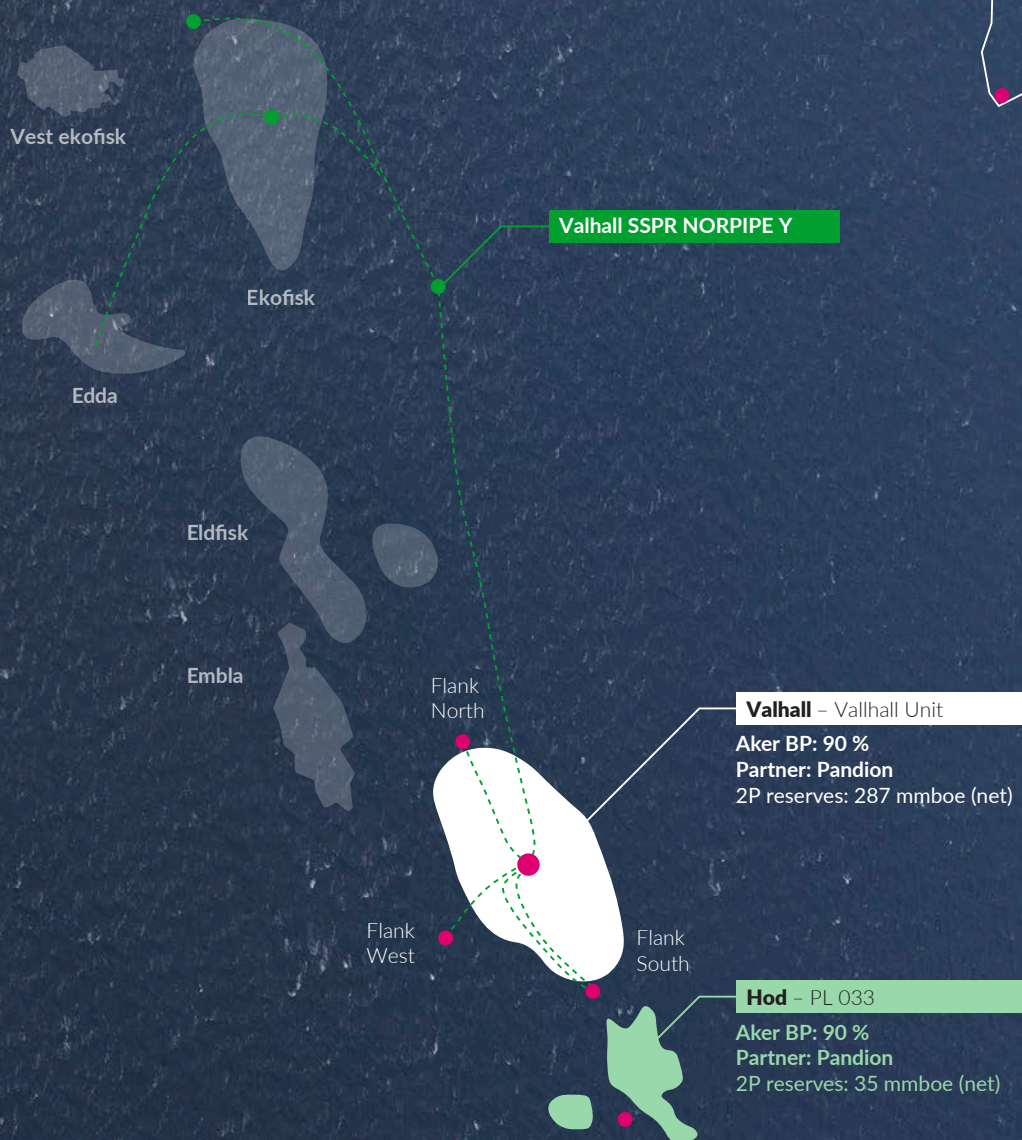 Vest ekofisk
Valhall SSPR NORPIPE Y
Ekofisk
Edda
Eldfisk
Embla
Flank
North
Valhall – Vallhall Unit
Aker BP: 90 %
Partner: Pandion
2P reserves: 287 mmboe (net)
Flank
West
Flank
South
Hod – PL 033
Aker BP: 90 %
Partner: Pandion
2P reserves: 35 mmboe (net)